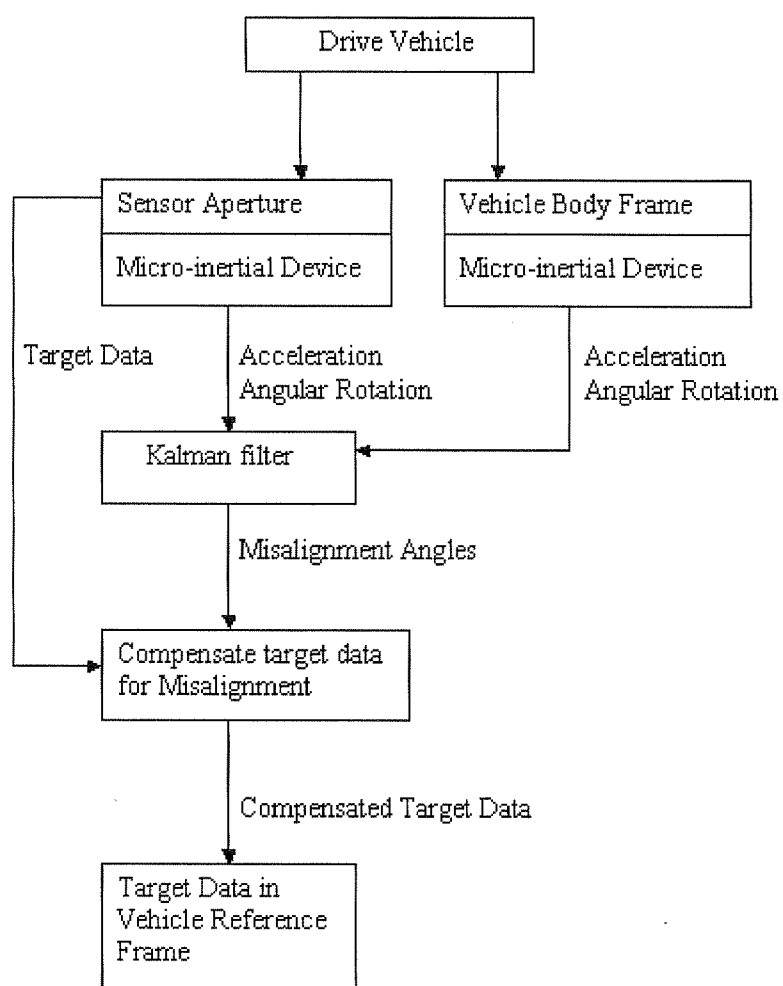 Drive Vehicle
Sensor Aperture
Micro-inertial Device
Vehicle Body Frame
Micro-inertial Device
Target Data
Acceleration
Angular Rotation
Acceleration
Angular Rotation
Kalman filter
Misalignment Angles
Compensate target data
for Misalignment
Compensated Target Data
Target Data in
Vehicle Reference
Frame